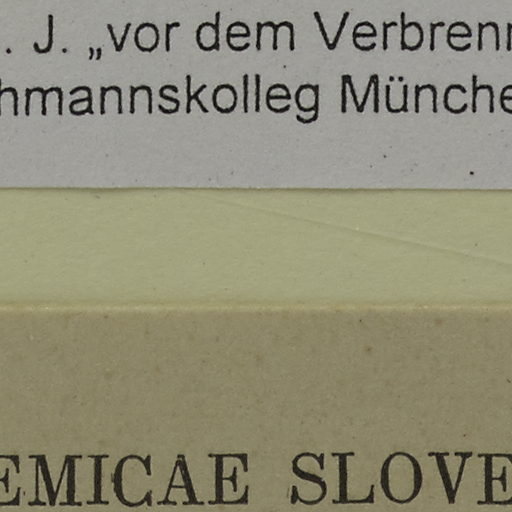 . J. „vor dem Verbrenn
hmannskolleg Münche
EMICAE SLOVE